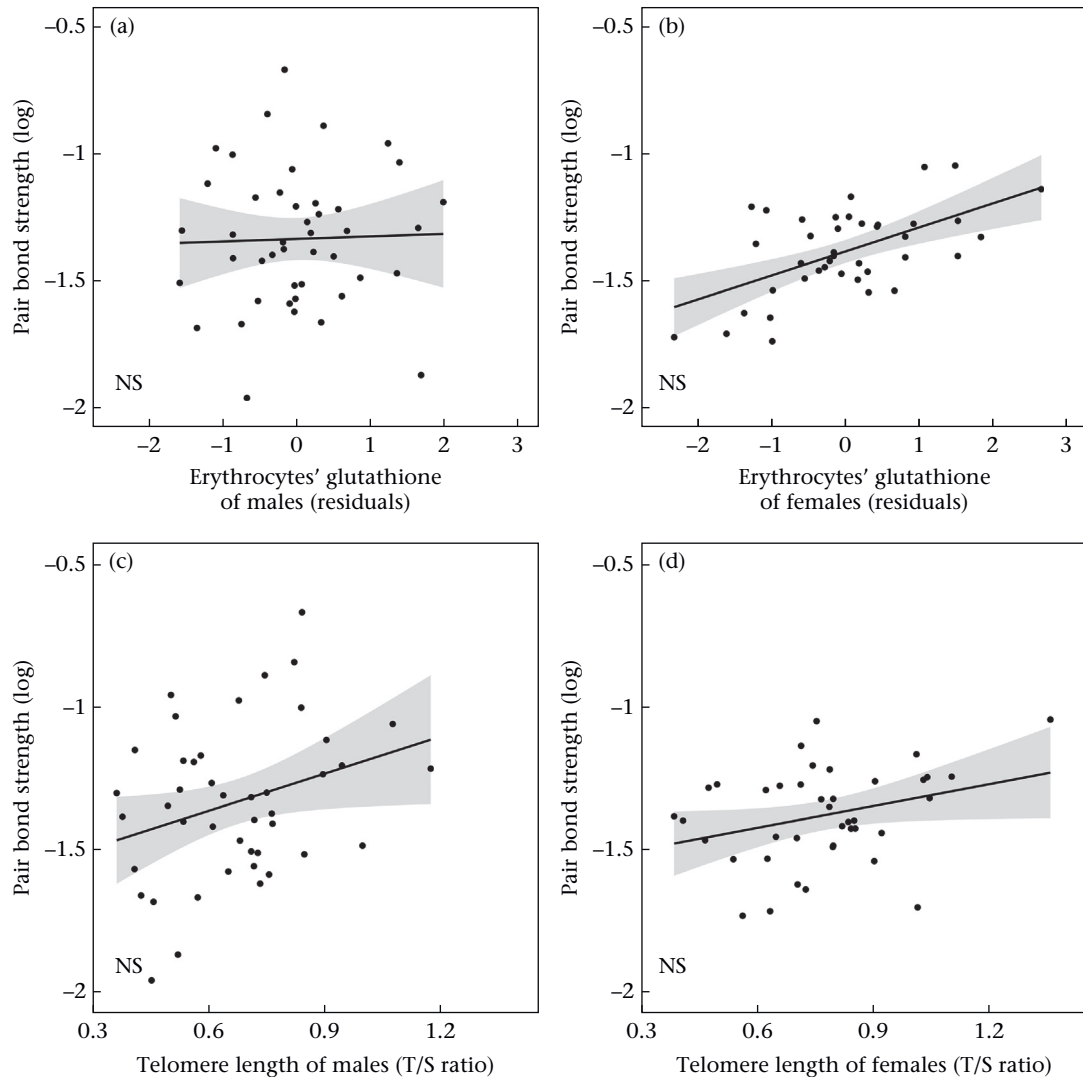 (a)
–0.5
–1
–1.5
–2
Pair bond strength (log)
NS
–2 –1 0 1 2 3
Erythrocytes’ glutathione
of males (residuals)
(b)
–0.5
–1
–1.5
–2
Pair bond strength (log)
NS
–2 –1 0 1 2 3
Erythrocytes’ glutathione
of females (residuals)
(c)
–0.5
–1
–1.5
–2
Pair bond strength (log)
NS
0.3 0.6 0.9 1.2
Telomere length of males (T/S ratio)
(d)
–0.5
–1
–1.5
–2
Pair bond strength (log)
NS
0.3 0.6 0.9 1.2
Telomere length of females (T/S ratio)